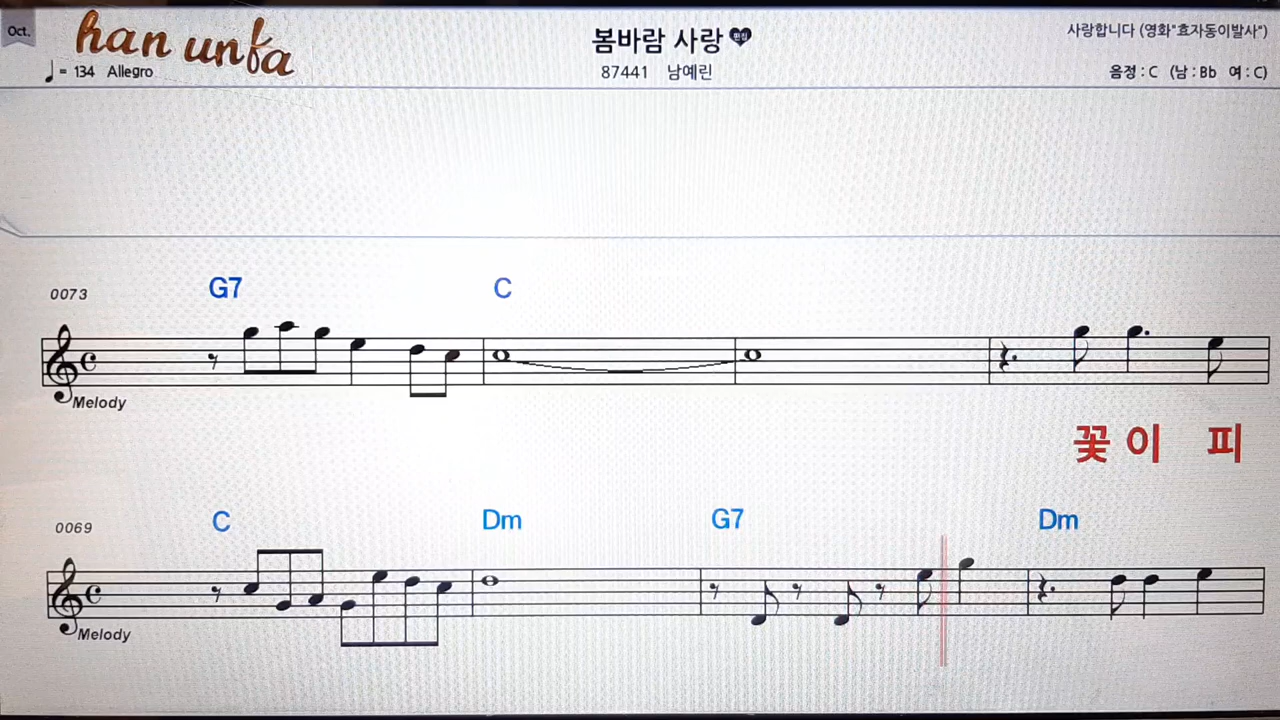 Oct.
han unfa
봄바람 사랑
편집
사랑합니다 (영화"효자동이발사")
♩= 134 Allegro
87441 남예린
음정 : C (남 : Bb 여 : C)
0073
G7 C
Melody
꽃 이 피
0069
C Dm G7 Dm
Melody